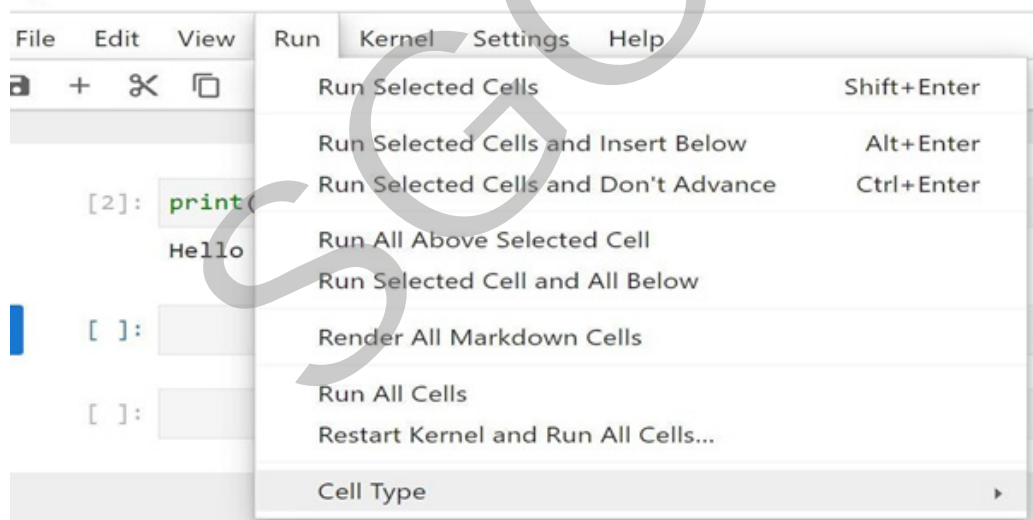 File Edit View Run Kernel Settings Help
Run Selected Cells Shift+Enter
Run Selected Cells and Insert Below Alt+Enter
[2]: print( Run Selected Cells and Don't Advance Ctrl+Enter
Hello Run All Above Selected Cell
Run Selected Cell and All Below
[ ]: Render All Markdown Cells
Run All Cells
[ ]: Restart Kernel and Run All Cells...
Cell Type